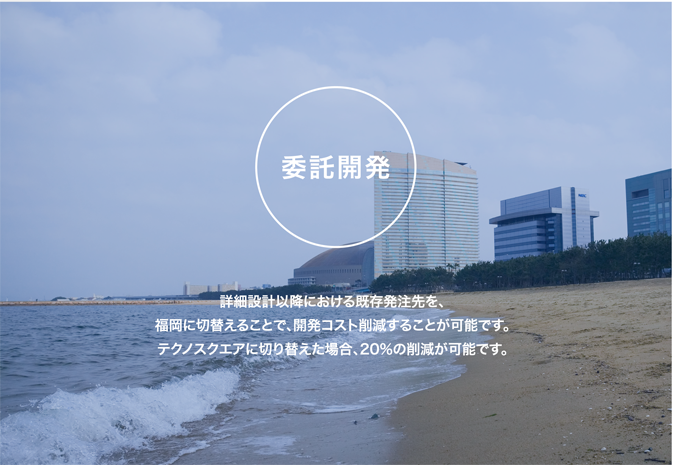 委託開発
詳細設計以降における既存発注先を、
福岡に切替えることで、開発コスト削減することが可能です。
テクノスクエアに切り替えた場合、20%の削減が可能です。